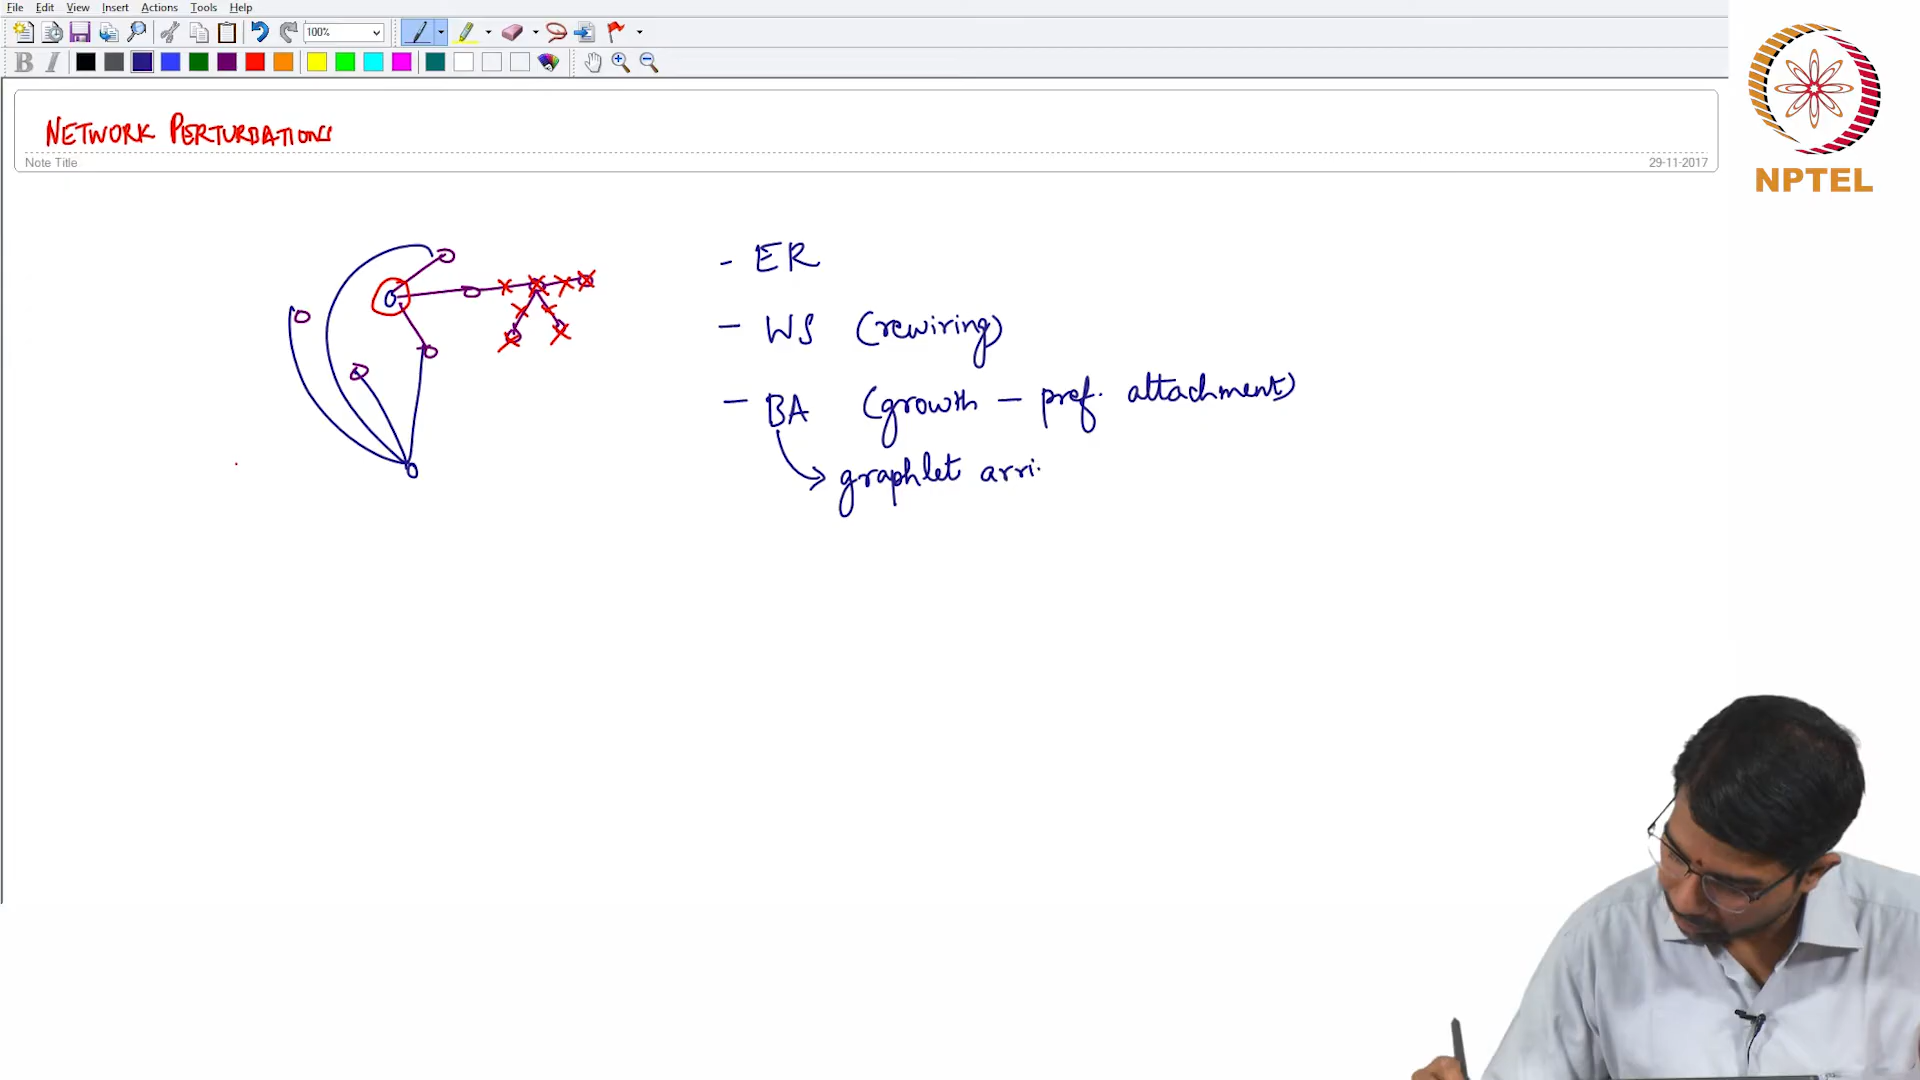 File Edit View Insert Actions Tools Help
100%
B I
NETWORK PERTURBATIONS
Note Title
29-11-2017
NPTEL
- ER
- WS (rewiring)
- BA (growth - pref. attachment)
graphlet arri